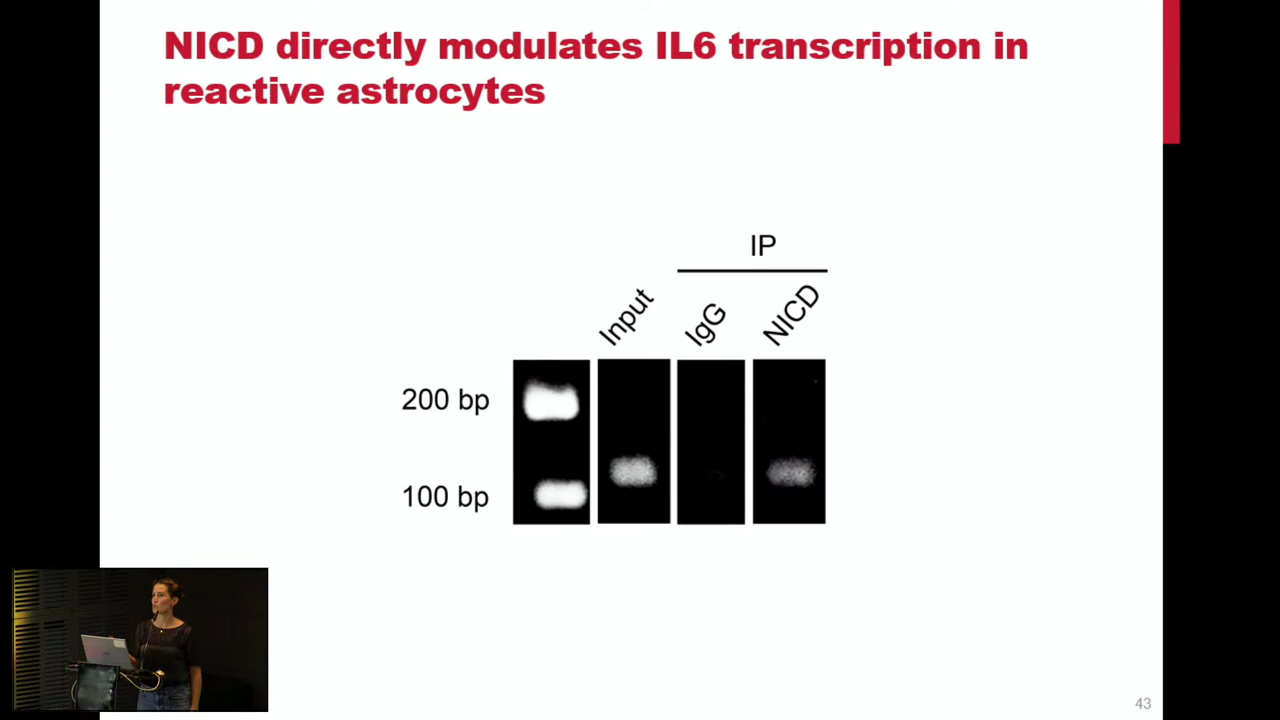 NICD directly modulates IL6 transcription in
reactive astrocytes
IP
Input
IgG
NICD
200 bp
100 bp
43